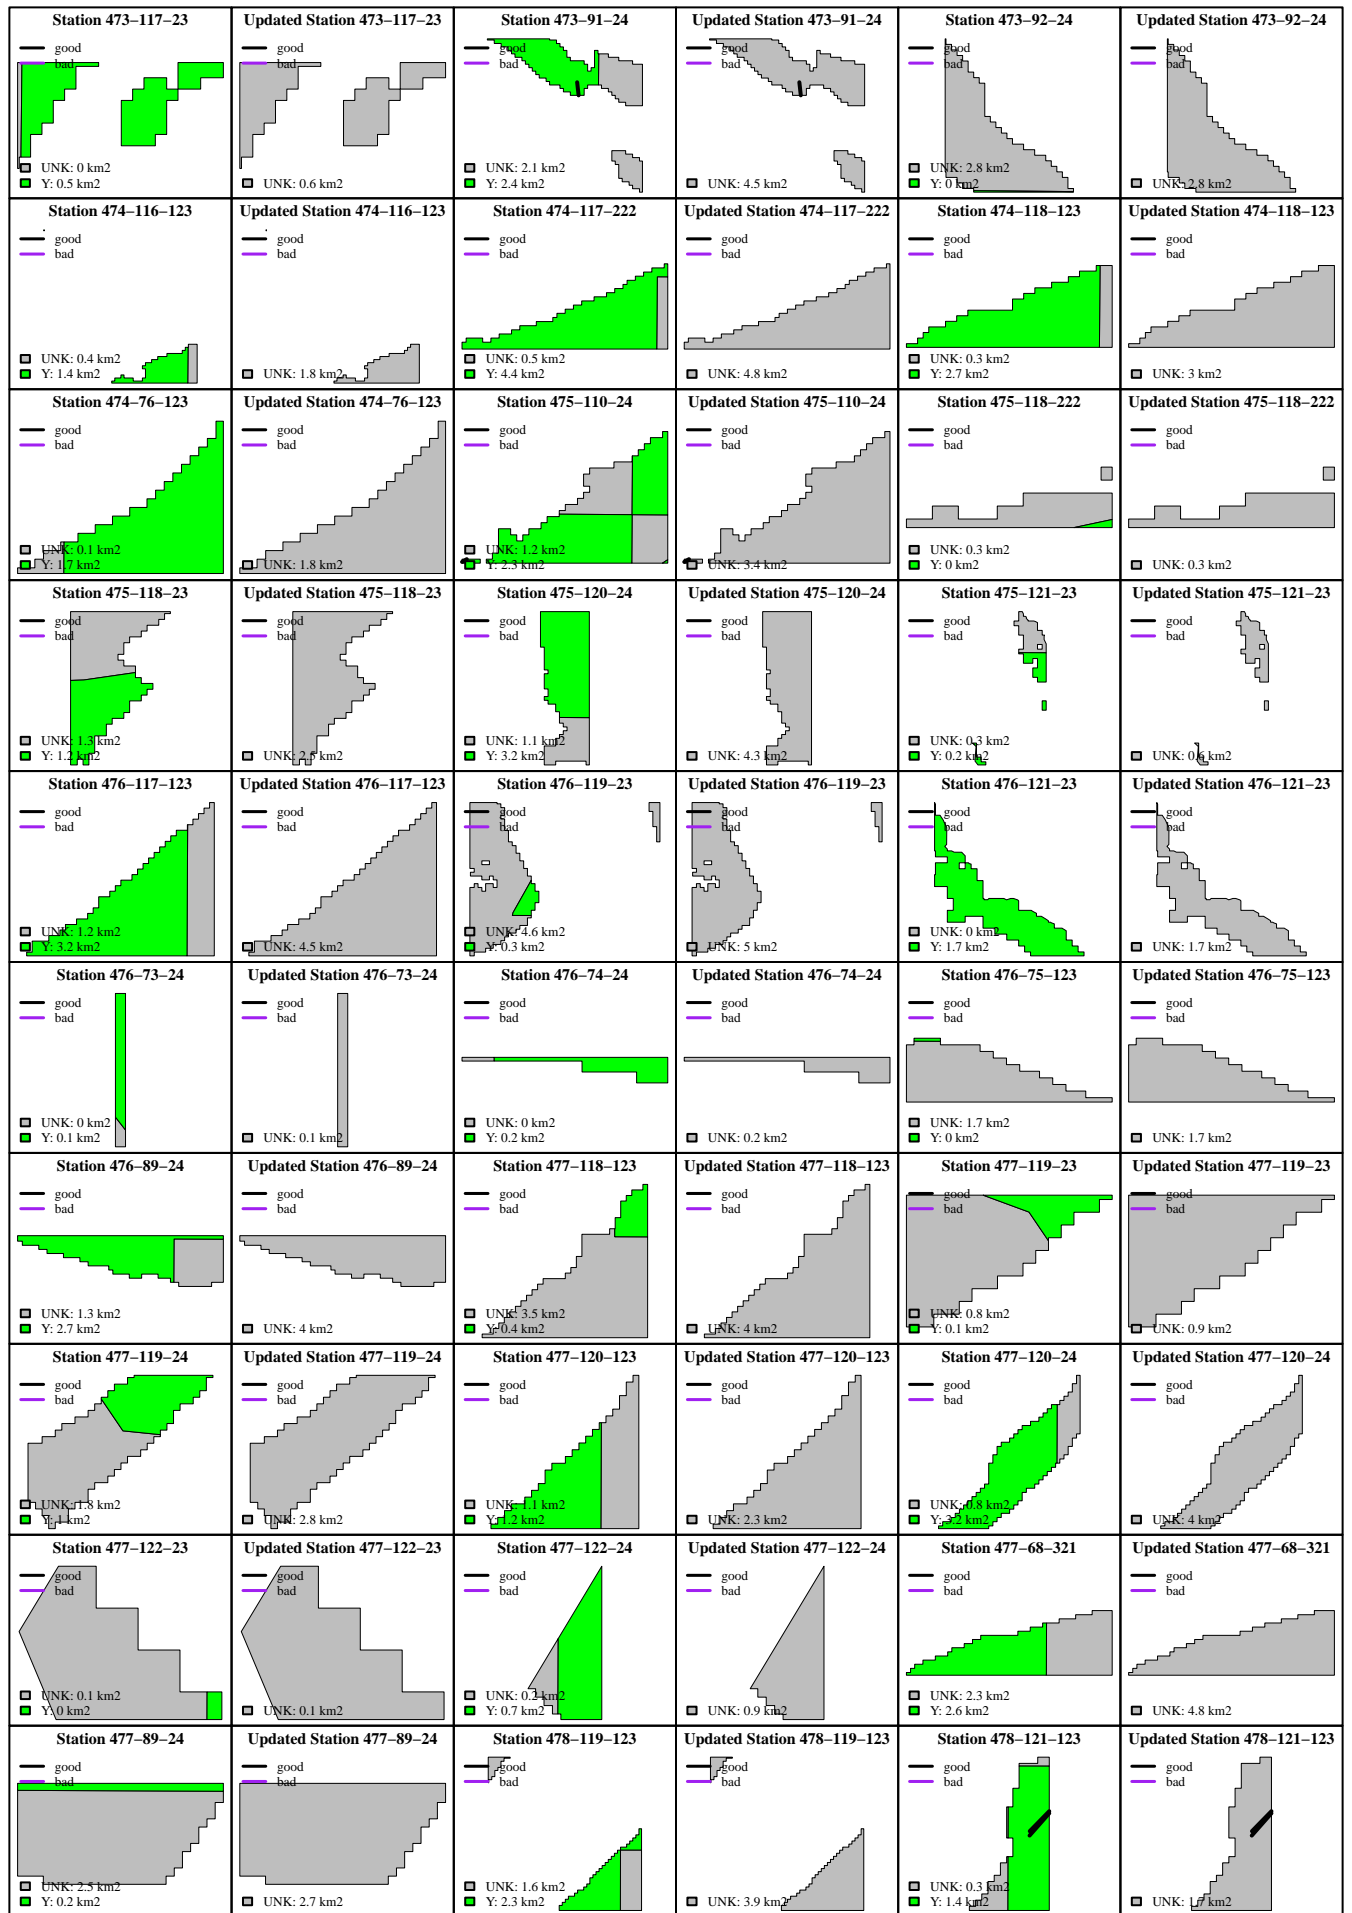 Station 473−117−23
good
bad
UNK: 0 km2
Y: 0.5 km2
Updated Station 473−117−23
good
bad
UNK: 0.6 km2
Station 473−91−24
good
bad
UNK: 2.1 km2
Y: 2.4 km2
Updated Station 473−91−24
good
bad
UNK: 4.5 km2
Station 473−92−24
good
bad
UNK: 2.8 km2
Y: 0 km2
Updated Station 473−92−24
good
bad
UNK: 2.8 km2
Station 474−116−123
good
bad
UNK: 0.4 km2
Y: 1.4 km2
Updated Station 474−116−123
good
bad
UNK: 1.8 km2
Station 474−117−222
good
bad
UNK: 0.5 km2
Y: 4.4 km2
Updated Station 474−117−222
good
bad
UNK: 4.8 km2
Station 474−118−123
good
bad
UNK: 0.3 km2
Y: 2.7 km2
Updated Station 474−118−123
good
bad
UNK: 3 km2
Station 474−76−123
good
bad
UNK: 0.1 km2
Y: 1.7 km2
Updated Station 474−76−123
good
bad
UNK: 1.8 km2
Station 475−110−24
good
bad
UNK: 1.2 km2
Y: 2.3 km2
Updated Station 475−110−24
good
bad
UNK: 3.4 km2
Station 475−118−222
good
bad
UNK: 0.3 km2
Y: 0 km2
Updated Station 475−118−222
good
bad
UNK: 0.3 km2
Station 475−118−23
good
bad
UNK: 1.3 km2
Y: 1.2 km2
Updated Station 475−118−23
good
bad
UNK: 2.5 km2
Station 475−120−24
good
bad
UNK: 1.1 km2
Y: 3.2 km2
Updated Station 475−120−24
good
bad
UNK: 4.3 km2
Station 475−121−23
good
bad
UNK: 0.3 km2
Y: 0.2 km2
Updated Station 475−121−23
good
bad
UNK: 0.6 km2
Station 476−117−123
good
bad
UNK: 1.2 km2
Y: 3.2 km2
Updated Station 476−117−123
good
bad
UNK: 4.5 km2
Station 476−119−23
good
bad
UNK: 4.6 km2
Y: 0.3 km2
Updated Station 476−119−23
good
bad
UNK: 5 km2
Station 476−121−23
good
bad
UNK: 0 km2
Y: 1.7 km2
Updated Station 476−121−23
good
bad
UNK: 1.7 km2
Station 476−73−24
good
bad
UNK: 0 km2
Y: 0.1 km2
Updated Station 476−73−24
good
bad
UNK: 0.1 km2
Station 476−74−24
good
bad
UNK: 0 km2
Y: 0.2 km2
Updated Station 476−74−24
good
bad
UNK: 0.2 km2
Station 476−75−123
good
bad
UNK: 1.7 km2
Y: 0 km2
Updated Station 476−75−123
good
bad
UNK: 1.7 km2
Station 476−89−24
good
bad
UNK: 1.3 km2
Y: 2.7 km2
Updated Station 476−89−24
good
bad
UNK: 4 km2
Station 477−118−123
good
bad
UNK: 3.5 km2
Y: 0.4 km2
Updated Station 477−118−123
good
bad
UNK: 4 km2
Station 477−119−23
good
bad
UNK: 0.8 km2
Y: 0.1 km2
Updated Station 477−119−23
good
bad
UNK: 0.9 km2
Station 477−119−24
good
bad
UNK: 1.8 km2
Y: 1 km2
Updated Station 477−119−24
good
bad
UNK: 2.8 km2
Station 477−120−123
good
bad
UNK: 1.1 km2
Y: 1.2 km2
Updated Station 477−120−123
good
bad
UNK: 2.3 km2
Station 477−120−24
good
bad
UNK: 0.8 km2
Y: 3.2 km2
Updated Station 477−120−24
good
bad
UNK: 4 km2
Station 477−122−23
good
bad
UNK: 0.1 km2
Y: 0 km2
Updated Station 477−122−23
good
bad
UNK: 0.1 km2
Station 477−122−24
good
bad
UNK: 0.2 km2
Y: 0.7 km2
Updated Station 477−122−24
good
bad
UNK: 0.9 km2
Station 477−68−321
good
bad
UNK: 2.3 km2
Y: 2.6 km2
Updated Station 477−68−321
good
bad
UNK: 4.8 km2
Station 477−89−24
good
bad
UNK: 2.5 km2
Y: 0.2 km2
Updated Station 477−89−24
good
bad
UNK: 2.7 km2
Station 478−119−123
good
bad
UNK: 1.6 km2
Y: 2.3 km2
Updated Station 478−119−123
good
bad
UNK: 3.9 km2
Station 478−121−123
good
bad
UNK: 0.3 km2
Y: 1.4 km2
Updated Station 478−121−123
good
bad
UNK: 1.7 km2